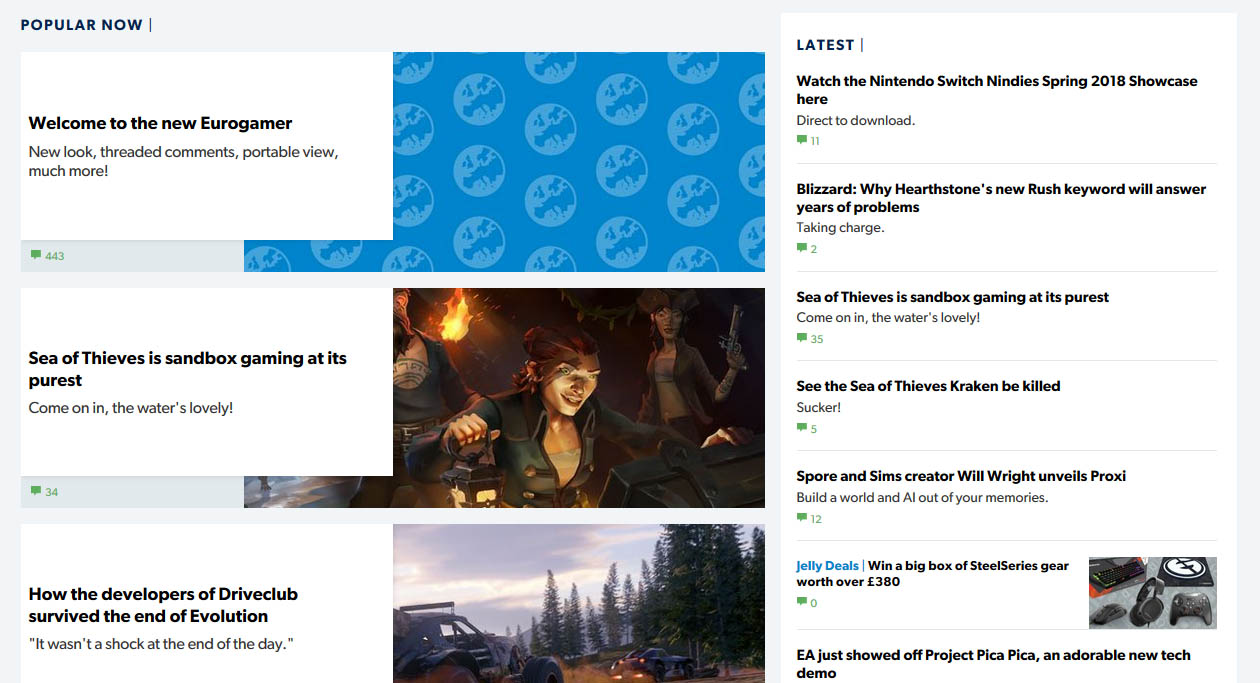 POPULAR NOW |
Welcome to the new Eurogamer
New look, threaded comments, portable view,
much more!
443
Sea of Thieves is sandbox gaming at its
purest
Come on in, the water's lovely!
34
How the developers of Driveclub
survived the end of Evolution
"It wasn't a shock at the end of the day."
LATEST |
Watch the Nintendo Switch Nindies Spring 2018 Showcase
here
Direct to download.
11
Blizzard: Why Hearthstone's new Rush keyword will answer
years of problems
Taking charge.
2
Sea of Thieves is sandbox gaming at its purest
Come on in, the water's lovely!
35
See the Sea of Thieves Kraken be killed
Sucker!
5
Spore and Sims creator Will Wright unveils Proxi
Build a world and AI out of your memories.
12
Jelly Deals | Win a big box of SteelSeries gear
worth over £380
0
EA just showed off Project Pica Pica, an adorable new tech
demo